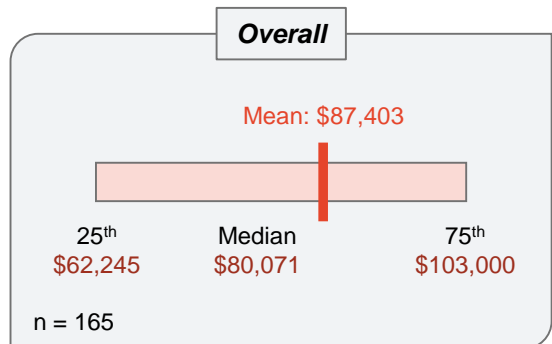 Overall
Mean: $87,403
25th Median 75th
$62,245 $80,071 $103,000
n = 165